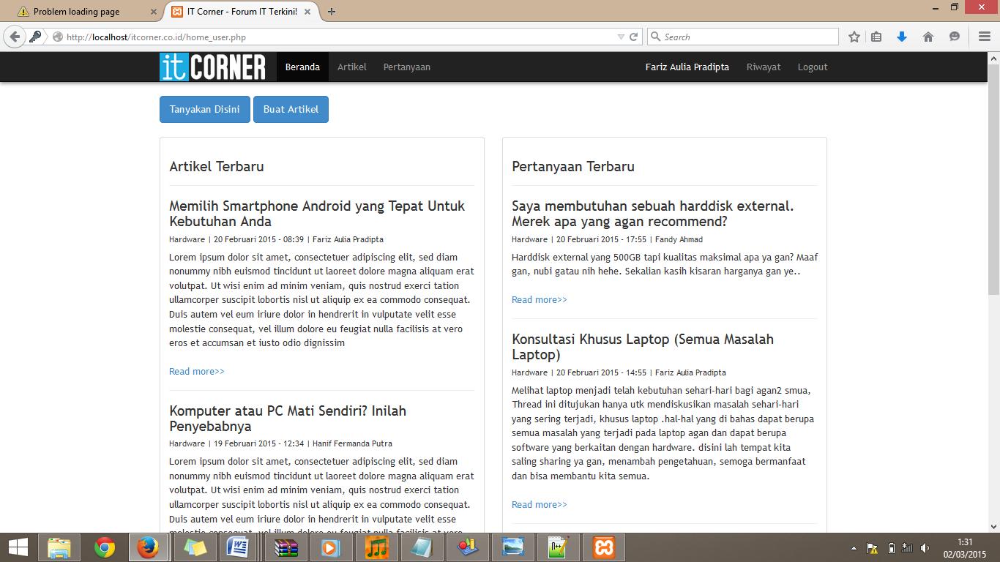 Problem loading page
IT Corner - Forum IT Terkini!
http://localhost/itcorner.co.id/home_user.php
Search
it CORNER
Beranda
Artikel
Pertanyaan
Fariz Aulia Pradipta
Riwayat
Logout
Tanyakan Disini
Buat Artikel
Artikel Terbaru
Memilih Smartphone Android yang Tepat Untuk
Kebutuhan Anda
Hardware | 20 Februari 2015 - 08:39 | Fariz Aulia Pradipta
Lorem ipsum dolor sit amet, consectetuer adipiscing elit, sed diam
nonummy nibh euismod tincidunt ut laoreet dolore magna aliquam erat
volutpat. Ut wisi enim ad minim veniam, quis nostrud exerci tation
ullamcorper suscipit lobortis nisl ut aliquip ex ea commodo consequat.
Duis autem vel eum iriure dolor in hendrerit in vulputate velit esse
molestie consequat, vel illum dolore eu feugiat nulla facilisis at vero
eros et accumsan et iusto odio dignissim
Read more>>
Komputer atau PC Mati Sendiri? Inilah
Penyebabnya
Hardware | 19 Februari 2015 - 12:34 | Hanif Fermanda Putra
Lorem ipsum dolor sit amet, consectetuer adipiscing elit, sed diam
nonummy nibh euismod tincidunt ut laoreet dolore magna aliquam erat
volutpat. Ut wisi enim ad minim veniam, quis nostrud exerci tation
ullamcorper suscipit lobortis nisl ut aliquip ex ea commodo consequat.
Duis autem vel eum iriure dolor in hendrerit in vulputate velit esse
molestie consequat, vel illum dolore eu feugiat nulla facilisis at vero
Pertanyaan Terbaru
Saya membutuhan sebuah harddisk external.
Merek apa yang agan recommend?
Hardware | 20 Februari 2015 - 17:55 | Fandy Ahmad
Harddisk external yang 500GB tapi kualitas maksimal apa ya gan? Maaf
gan, nubi gatau nih hehe. Sekalian kasih kisaran harganya gan ye..
Read more>>
Konsultasi Khusus Laptop (Semua Masalah
Laptop)
Hardware | 20 Februari 2015 - 14:55 | Fariz Aulia Pradipta
Melihat laptop menjadi telah kebutuhan sehari-hari bagi agan2 smua,
Thread ini ditujukan hanya utk mendiskusikan masalah sehari-hari
yang sering terjadi, khusus laptop .hal-hal yang di bahas dapat berupa
semua masalah yang terjadi pada laptop agan dan dapat berupa
software yang berkaitan dengan hardware. disini lah tempat kita
saling sharing ya gan, menambah pengetahuan, semoga bermanfaat
dan bisa membantu kita semua.
Read more>>
1:31
02/03/2015